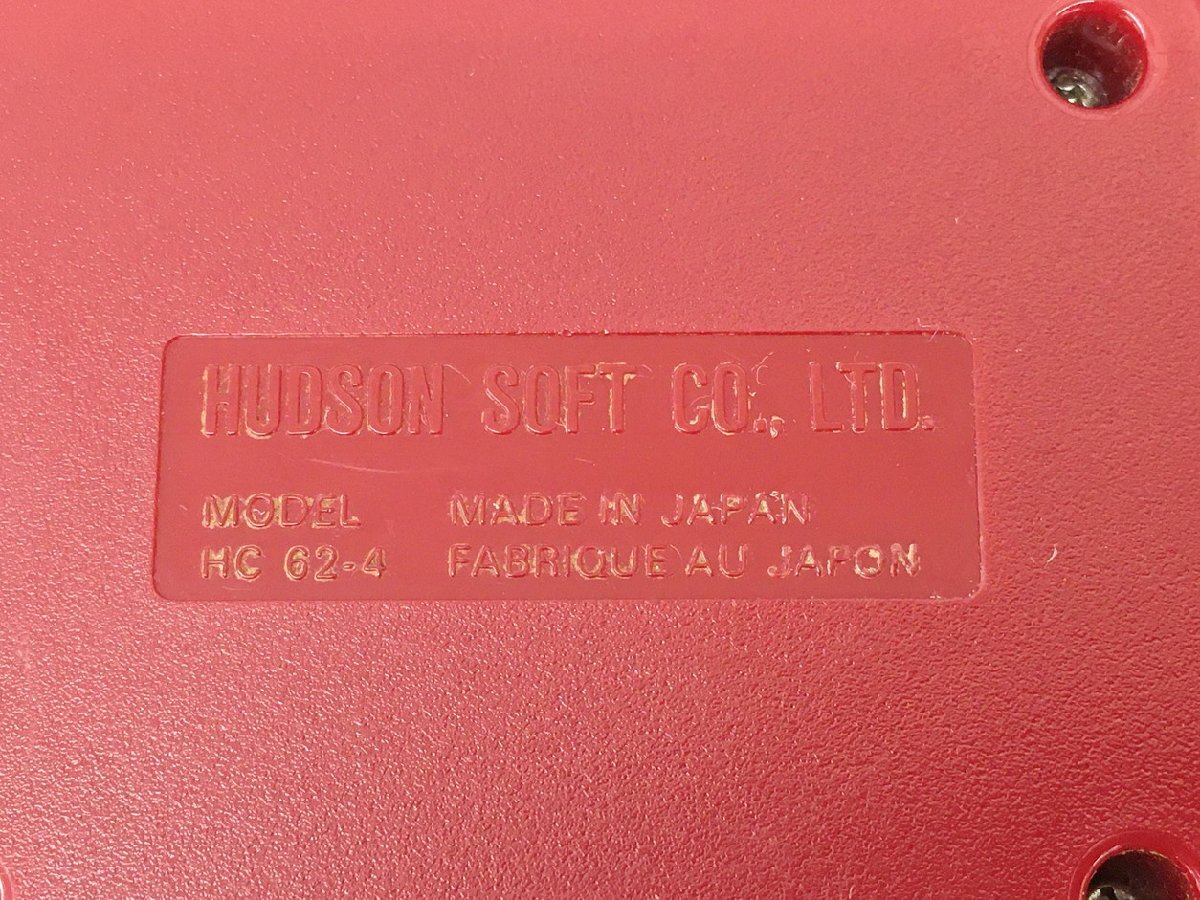 HUDSON SOFT CO., LTD.
MODEL MADE IN JAPAN
HC 62-4 FABRIQUE AU JAPON